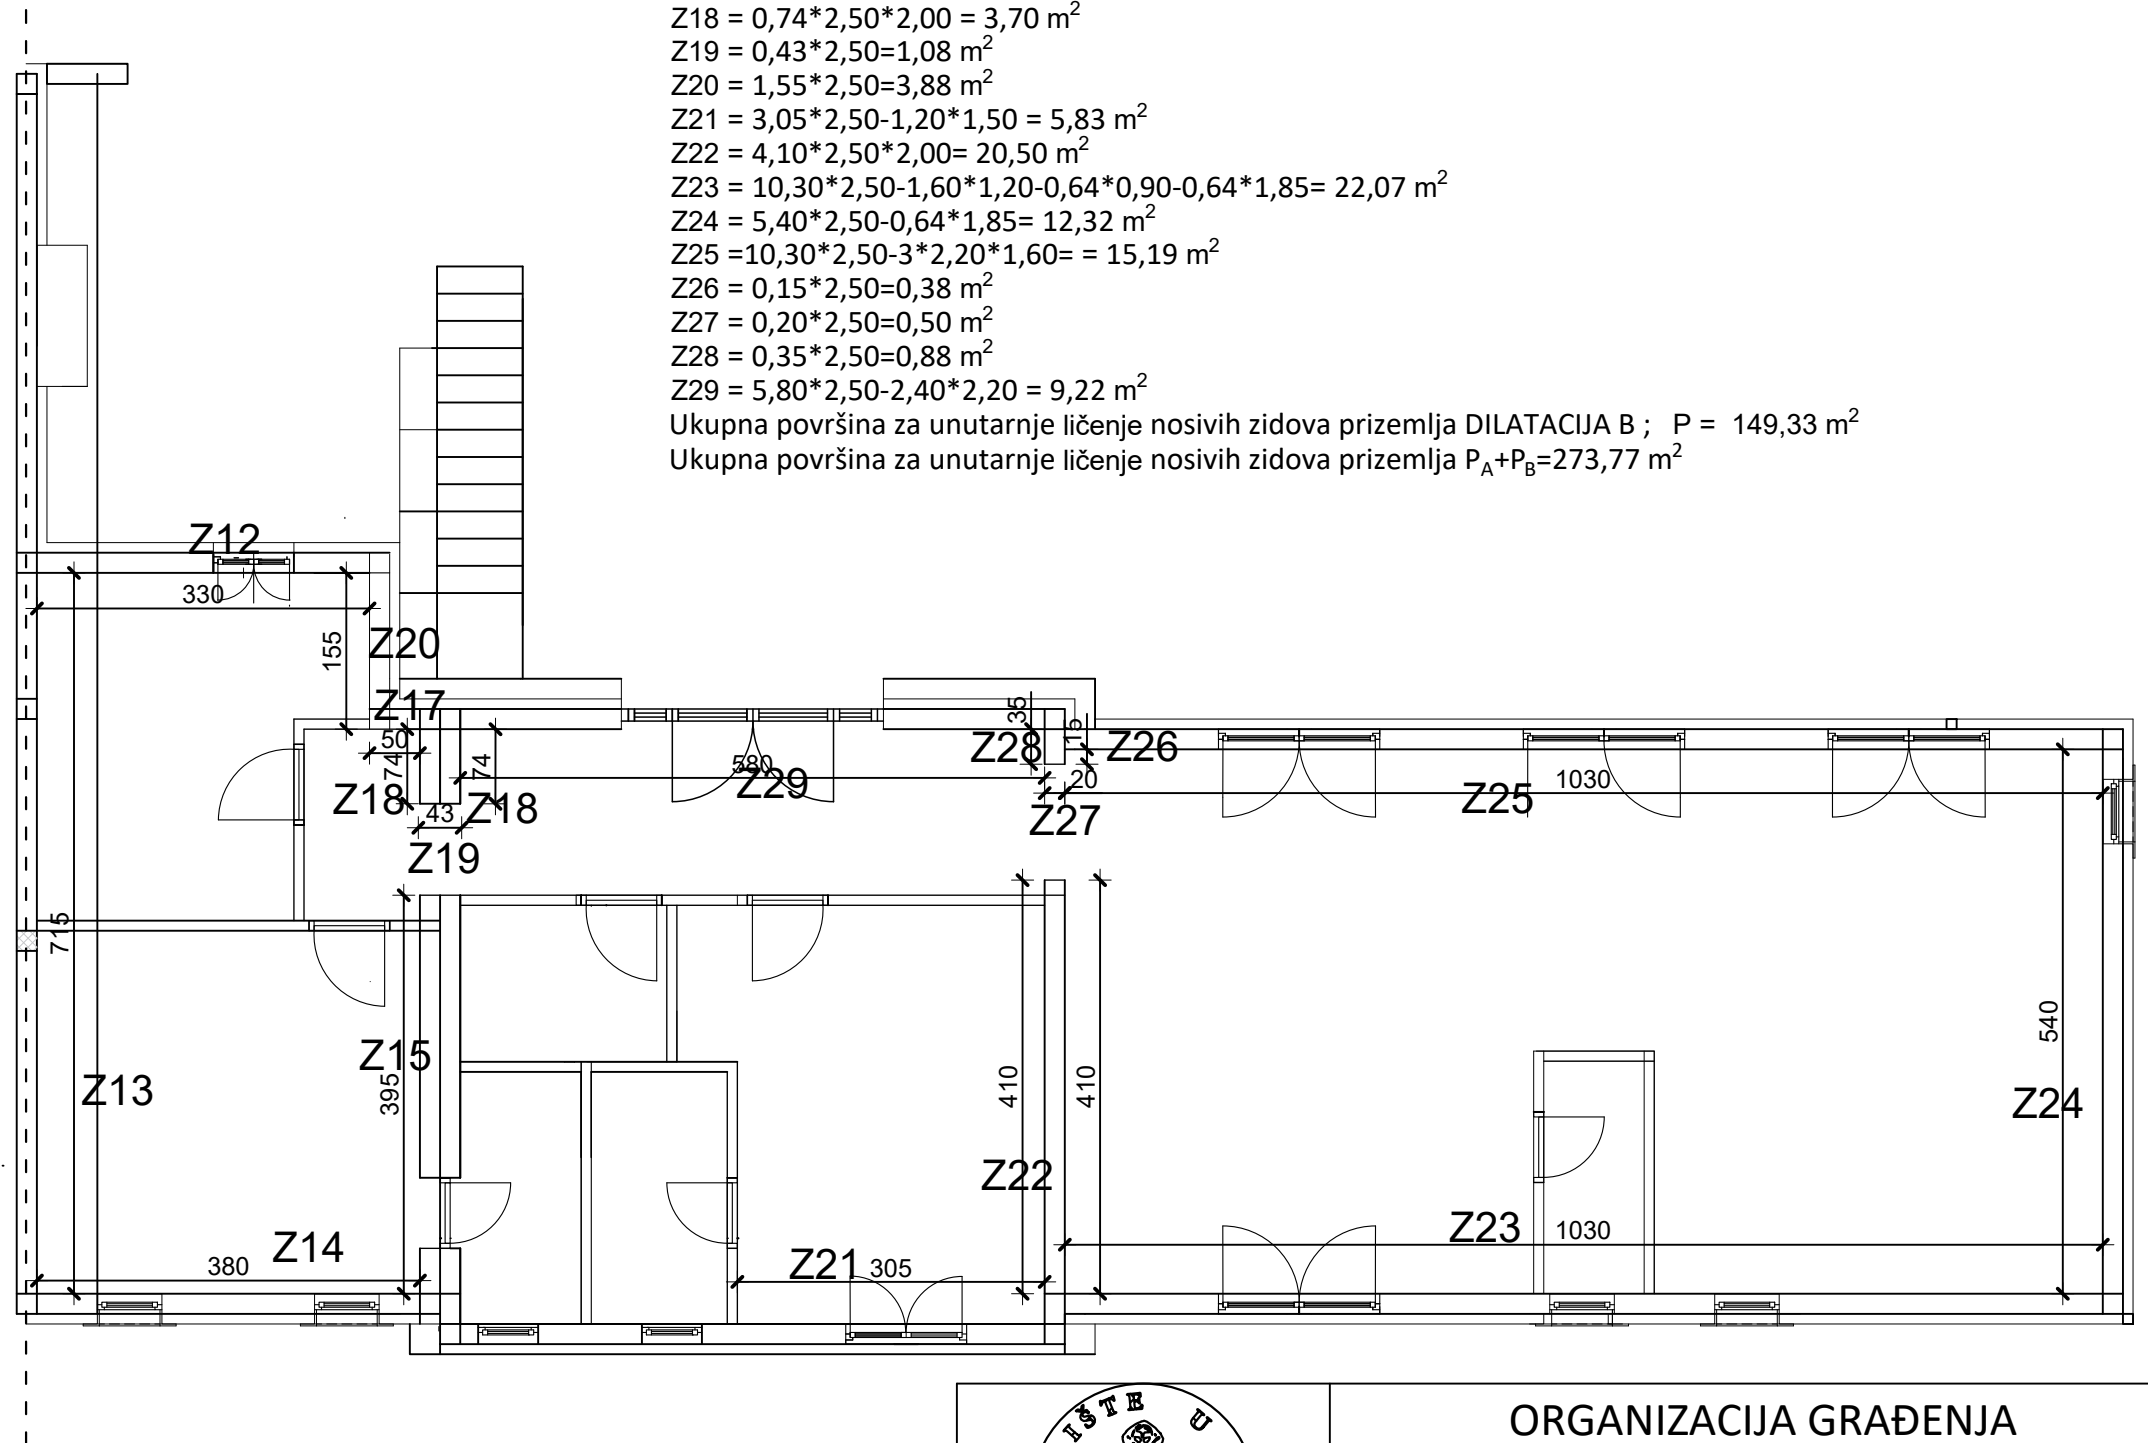 Z18 = 0,74*2,50*2,00 = 3,70 m²
Z19 = 0,43*2,50=1,08 m²
Z20 = 1,55*2,50=3,88 m²
Z21 = 3,05*2,50-1,20*1,50 = 5,83 m²
Z22 = 4,10*2,50*2,00= 20,50 m²
Z23 = 10,30*2,50-1,60*1,20-0,64*0,90-0,64*1,85= 22,07 m²
Z24 = 5,40*2,50-0,64*1,85= 12,32 m²
Z25 =10,30*2,50-3*2,20*1,60= = 15,19 m²
Z26 = 0,15*2,50=0,38 m²
Z27 = 0,20*2,50=0,50 m²
Z28 = 0,35*2,50=0,88 m²
Z29 = 5,80*2,50-2,40*2,20 = 9,22 m²
Ukupna površina za unutarnje ličenje nosivih zidova prizemlja DILATACIJA B ; P = 149,33 m²
Ukupna površina za unutarnje ličenje nosivih zidova prizemlja PA+PB=273,77 m²
Z12
330
155
Z20
Z17
50
74
74
Z18
43
Z18
Z19
580
Z29
35
15
Z28
Z26
20
Z27
1030
Z25
715
Z13
Z15
395
380
Z14
410
410
Z22
Z21
305
540
Z24
Z23
1030
IŠTE U
ORGANIZACIJA GRAĐENJA